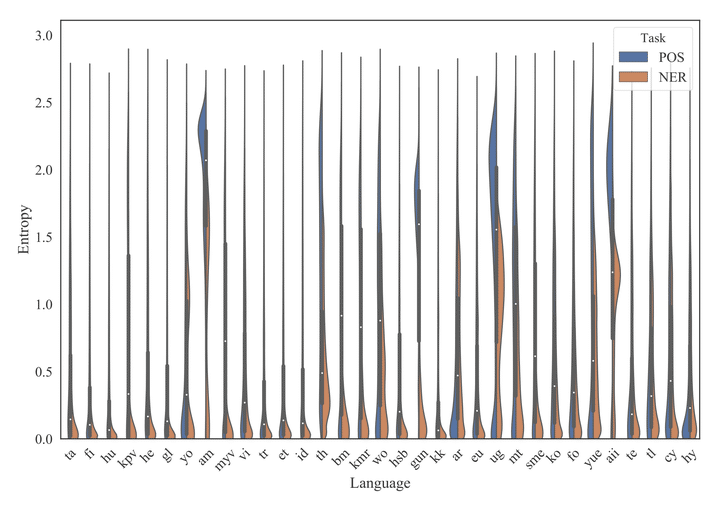 Task
POS
NER
3.0
2.5
2.0
1.5
1.0
0.5
0.0
Entropy
ta fi hu kpv he gl yo am myv vi tr et id th bm kmr wo hsb gun kk ar eu ug mt sme ko fo yue aii te tl cy hy
Language